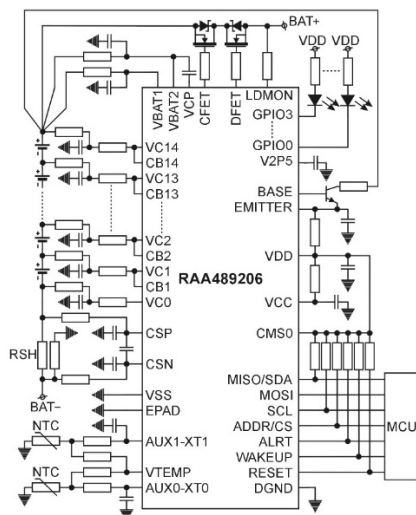 BAT+
VDD VDD
VBAT1
VBAT2
VCP
CFET
DFET
LDMON
GPIO3
GPIO0
V2P5
BASE
EMITTER
VC14
CB14
VC13
CB13
VC2
CB2
VC1
CB1
VC0
RAA489206
VDD
VCC
CMS0
RSH
CSP
CSN
BAT−
VSS
EPAD
NTC
AUX1-XT1
NTC
VTEMP
AUX0-XT0
MISO/SDA
MOSI
SCL
ADDR/CS
ALRT
WAKEUP
RESET
DGND
MCU